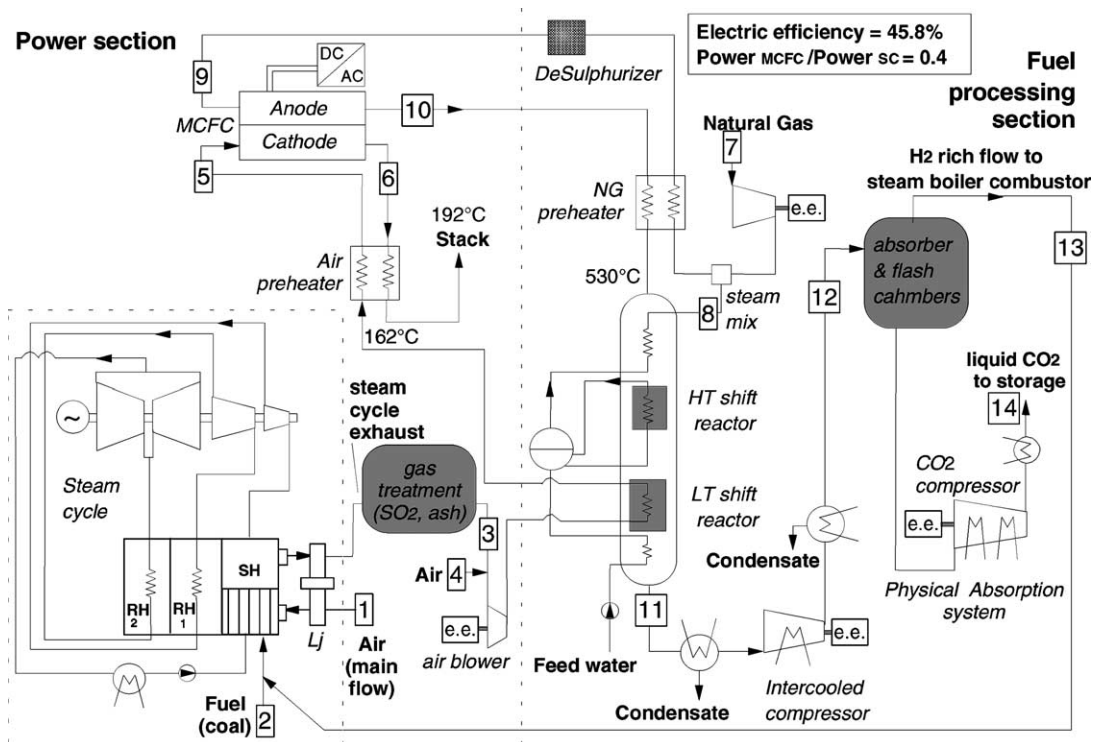 Power section
Electric efficiency = 45.8%
Power MCFC /Power SC = 0.4
Fuel
processing
section
DeSulphurizer
DC
AC
9
Anode
10
MCFC
Cathode
5
6
Natural Gas
7
H2 rich flow to
steam boiler combustor
e.e.
NG
preheater
192°C
Stack
Air
preheater
530°C
absorber
& flash
cahmbers
13
12
8
steam
mix
162°C
liquid CO2
to storage
14
steam
cycle
exhaust
HT shift
reactor
~
Steam
cycle
gas
treatment
(SO2, ash)
LT shift
reactor
CO2
compressor
e.e.
3
Condensate
SH
Air
4
Physical Absorption
system
RH
2
RH
1
1
11
e.e.
Lj
Air
(main
flow)
air blower
Feed water
e.e.
Fuel
(coal)
2
Condensate
Intercooled
compressor